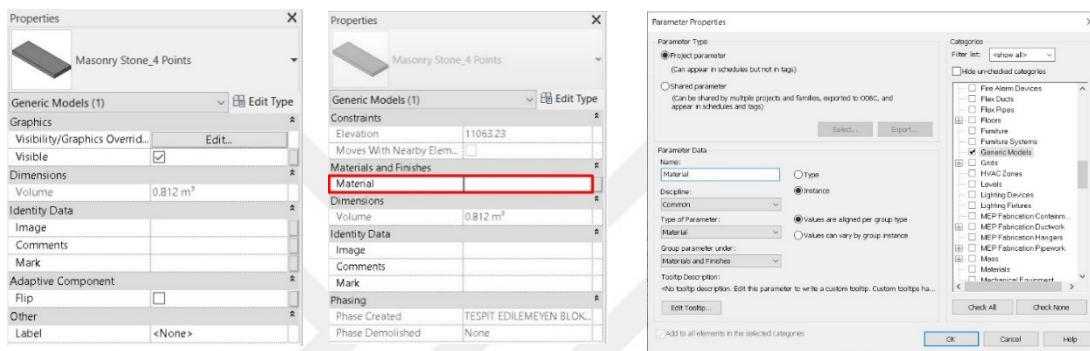 Properties
X
Masonry Stone_4 Points
Generic Models (1)
Edit Type
Graphics
Visibility/Graphics Overrid...
Edit...
Visible
Dimensions
Volume
0.812 m³
Identity Data
Image
Comments
Mark
Adaptive Component
Flip
Other
Label
<None>
Properties
X
Masonry Stone_4 Points
Generic Models (1)
Edit Type
Constraints
Elevation
11063.23
Moves With Nearby Elem...
Materials and Finishes
Material
Dimensions
Volume
0.812 m³
Identity Data
Image
Comments
Mark
Phasing
Phase Created
TESPIT EDİLEMEYEN BLOK...
Phase Demolished
None
Parameter Properties
Parameter Type
Project parameter
(Can appear in schedules but not in tags)
Shared parameter
(Can be shared by multiple projects and families, exported to ODBC, and
appear in schedules and tags)
Select...
Export...
Parameter Data
Name:
Material
Type
Discipline:
Instance
Common
Type of Parameter:
Values are aligned per group type
Material
Values can vary by group instance
Group parameter under:
Materials and Finishes
Tooltip Description:
<No tooltip description. Edit this parameter to write a custom tooltip. Custom tooltips ha...
Edit Tooltip...
Add to all elements in the selected categories
Categories
Filter list:
<show all>
Hide un-checked categories
Fire Alarm Devices
Flex Ducts
Flex Pipes
Floors
Furniture
Furniture Systems
Generic Models
Grids
HVAC Zones
Levels
Lighting Devices
Lighting Fixtures
MEP Fabrication Containm...
MEP Fabrication Ductwork
MEP Fabrication Hangers
MEP Fabrication Pipework
Mass
Materials
Mechanical Equipment
Check All
Check None
OK
Cancel
Help